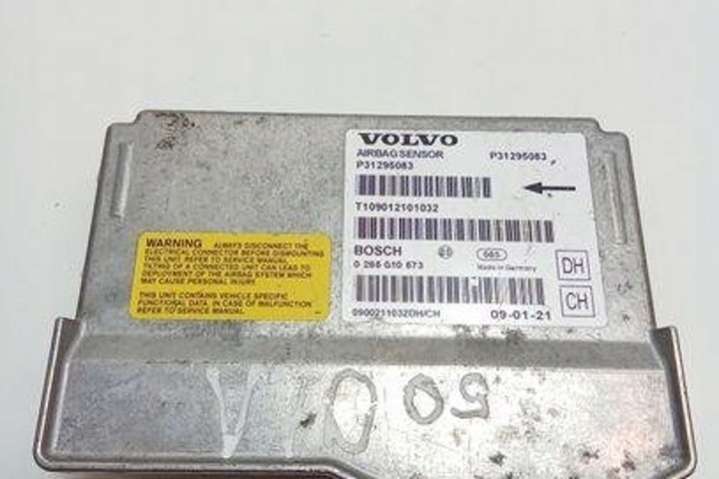 VOLVO
AIRBAG SENSOR P31295083
P31295083
T109012101032
BOSCH 585
0 285 010 673 Made in Germany
DH
CH
0900211032DH/CH 09-01-21
WARNING ALWAYS DISCONNECT THE
ELECTRICAL CONNECTOR BEFORE DISMOUNTING
THIS UNIT. REFER TO SERVICE MANUAL.
TILTING OF A CONNECTED UNIT CAN LEAD TO
DEPLOYMENT OF THE AIRBAG SYSTEM WHICH
MAY CAUSE PERSONAL INJURY
THIS UNIT CONTAINS VEHICLE SPECIFIC
FUNCTIONAL DATA. IN CASE OF MALFUNCTION
REFER TO SERVICE MANUAL.